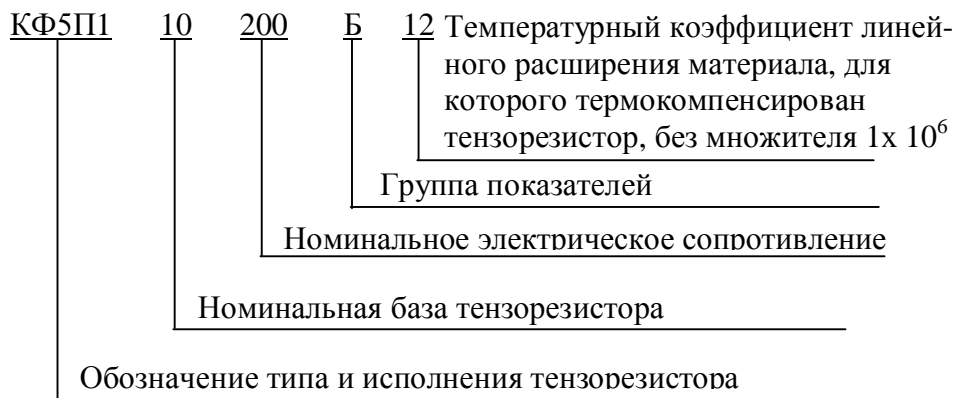 КФ5П1 10 200 Б 12 Температурный коэффициент линей-
ного расширения материала, для
которого термокомпенсирован
тензорезистор, без множителя 1х 10⁶
Группа показателей
Номинальное электрическое сопротивление
Номинальная база тензорезистора
Обозначение типа и исполнения тензорезистора